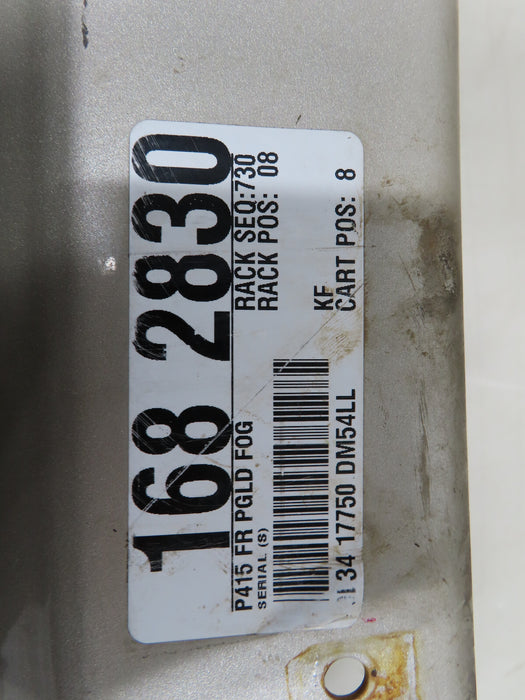 168 2830
P415 FR PGLD FOG
RACK SEQ:730
SERIAL (S)
RACK POS: 08
KF
34 17750 DM54LL
CART POS: 8